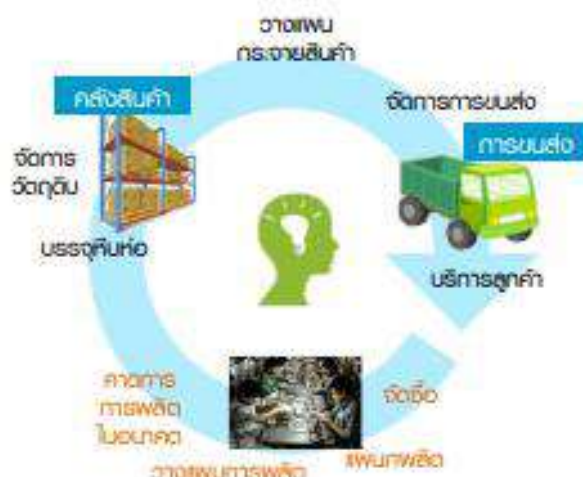 วางแผน
กระจายสินค้า
คลังสินค้า
จัดการการขนส่ง
การขนส่ง
จัดการ
วัตถุดิบ
บรรจุหีบห่อ
บริการลูกค้า
คาดการ
การผลิต
ในอนาคต
จัดซื้อ
แผนกผลิต
วางแผนการผลิต